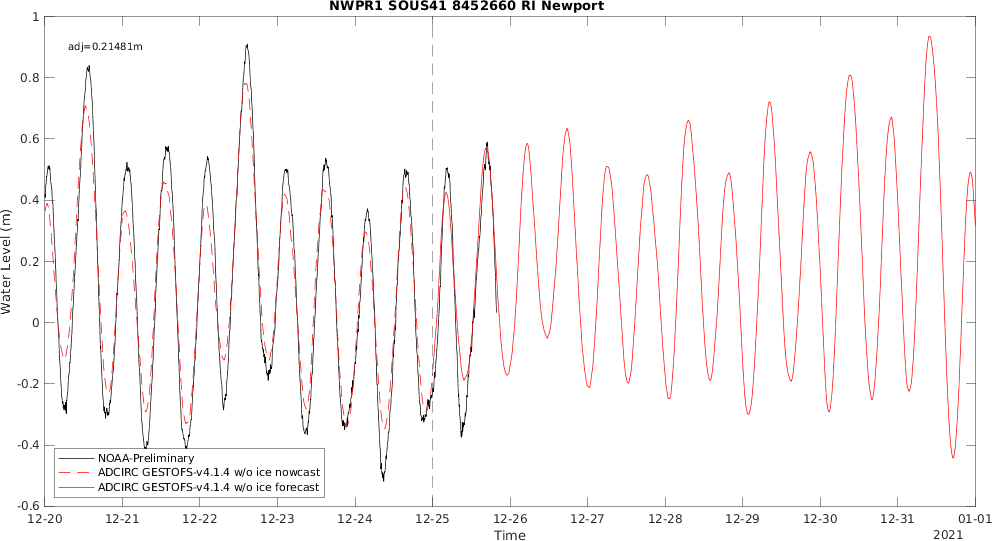 NWPR1 SOUS41 8452660 RI Newport
adj=0.21481m
1
0.8
0.6
0.4
0.2
0
-0.2
-0.4
-0.6
Water Level (m)
NOAA-Preliminary
ADCIRC GESTOFS-v4.1.4 w/o ice nowcast
ADCIRC GESTOFS-v4.1.4 w/o ice forecast
12-20 12-21 12-22 12-23 12-24 12-25 12-26 12-27 12-28 12-29 12-30 12-31 01-01
Time
2021